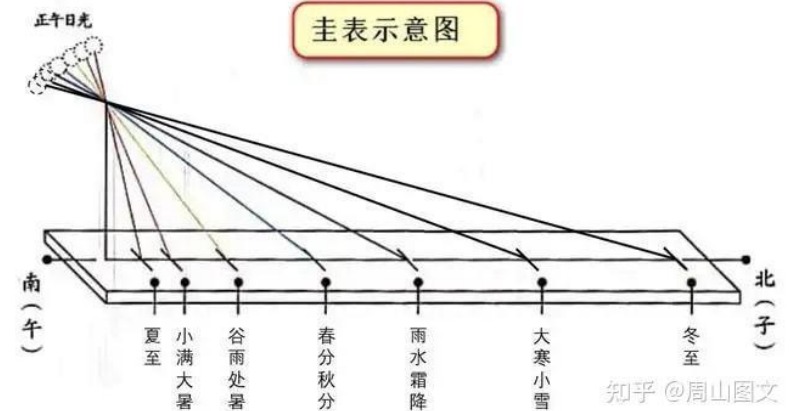 圭表示意图
正午日光
南(午)
北(子)
夏至
小满大暑
谷雨处暑
春分秋分
雨水霜降
大寒小雪
冬至
知乎 @周山图文